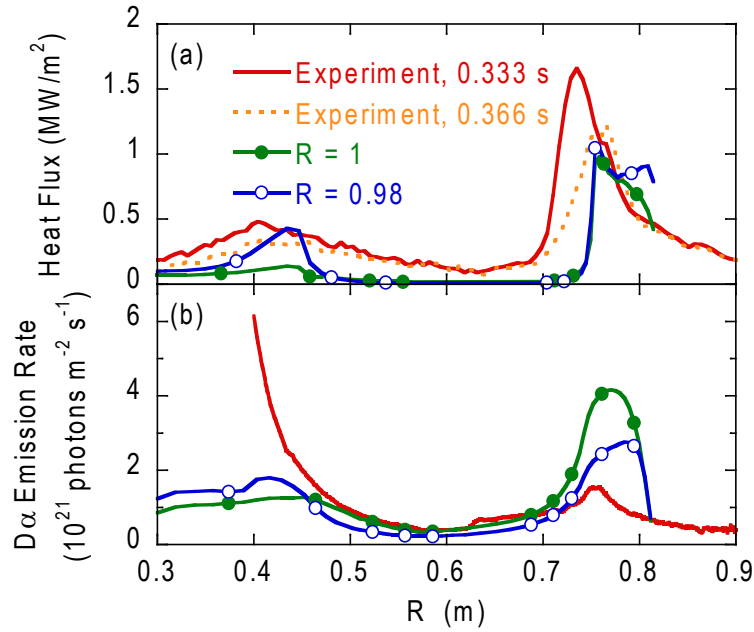 2
1.5
1
0.5
0
Heat Flux (MW/m²)
(a)
Experiment, 0.333 s
Experiment, 0.366 s
R = 1
R = 0.98
6
4
2
0
Dα Emission Rate
(10²¹ photons m⁻² s⁻¹)
(b)
0.3 0.4 0.5 0.6 0.7 0.8 0.9
R (m)